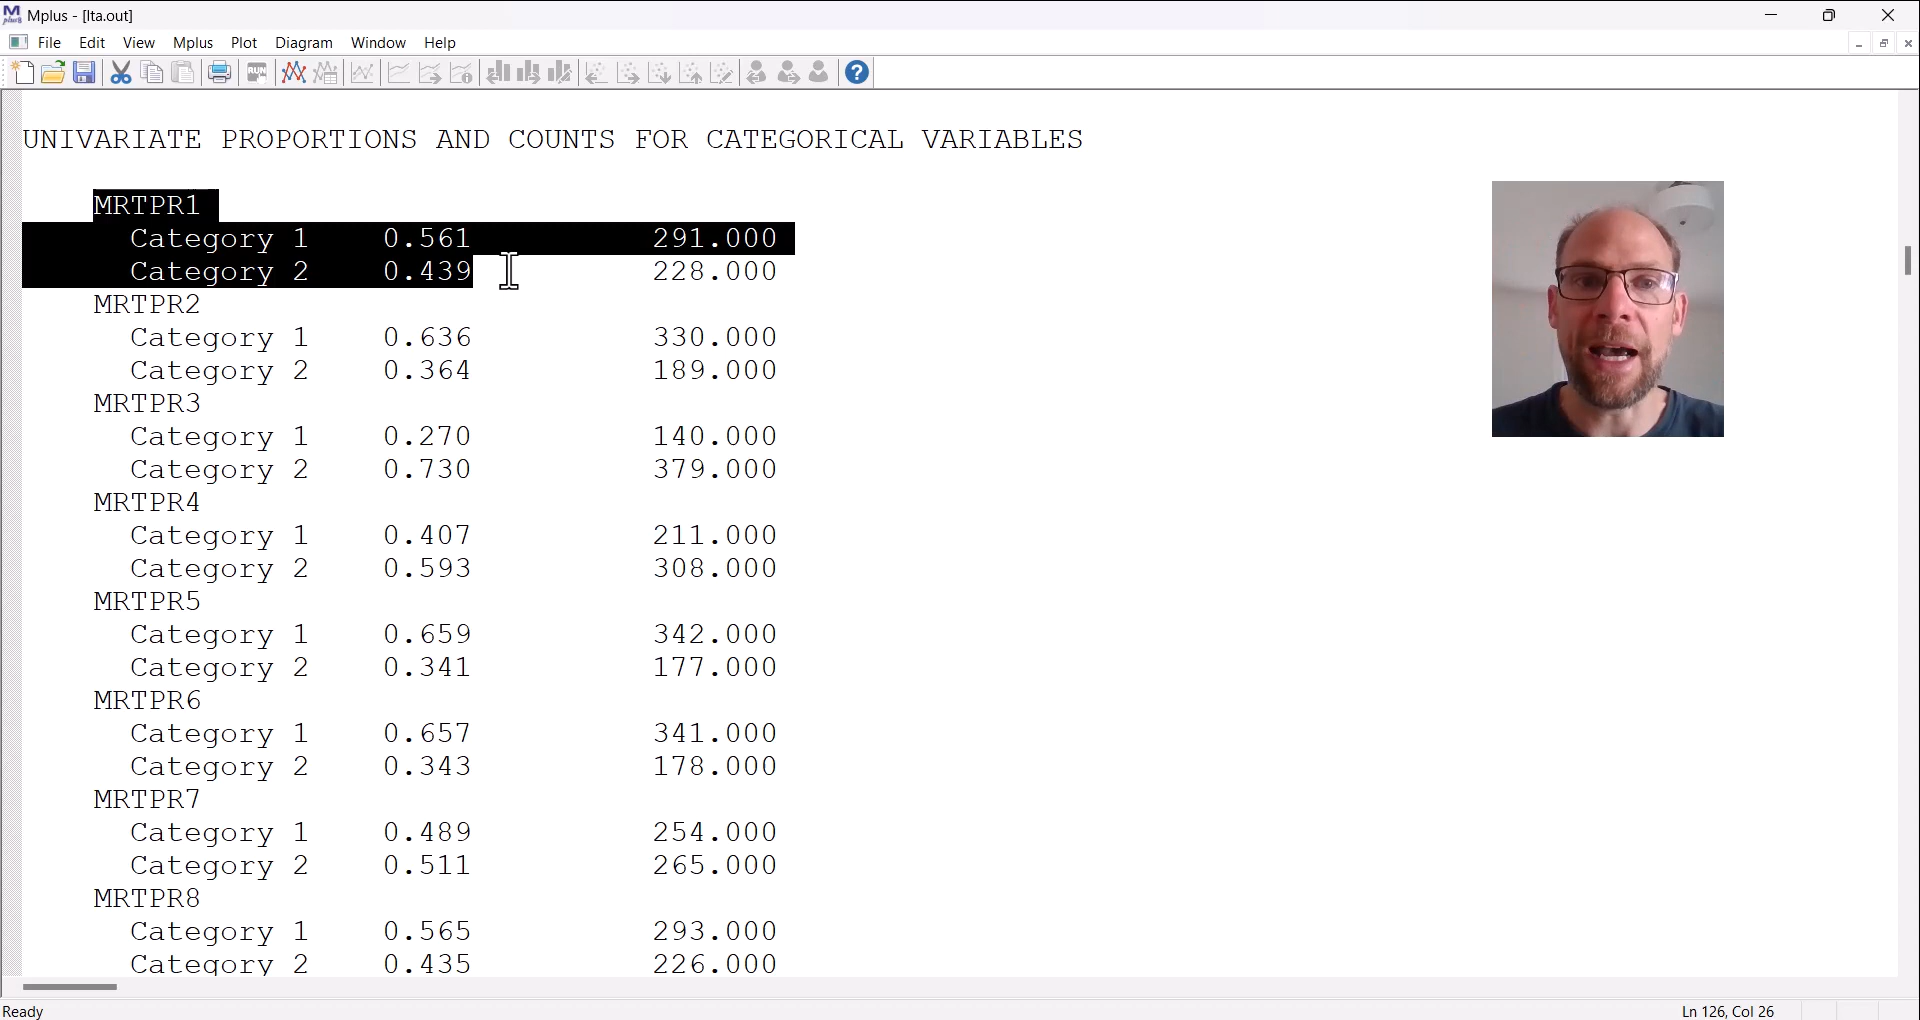 Mplus - [lta.out]
File Edit View Mplus Plot Diagram Window Help
RUN
UNIVARIATE PROPORTIONS AND COUNTS FOR CATEGORICAL VARIABLES
MRTPR1
Category 1 0.561 291.000
Category 2 0.439 228.000
MRTPR2
Category 1 0.636 330.000
Category 2 0.364 189.000
MRTPR3
Category 1 0.270 140.000
Category 2 0.730 379.000
MRTPR4
Category 1 0.407 211.000
Category 2 0.593 308.000
MRTPR5
Category 1 0.659 342.000
Category 2 0.341 177.000
MRTPR6
Category 1 0.657 341.000
Category 2 0.343 178.000
MRTPR7
Category 1 0.489 254.000
Category 2 0.511 265.000
MRTPR8
Category 1 0.565 293.000
Category 2 0.435 226.000
Ready Ln 126, Col 26